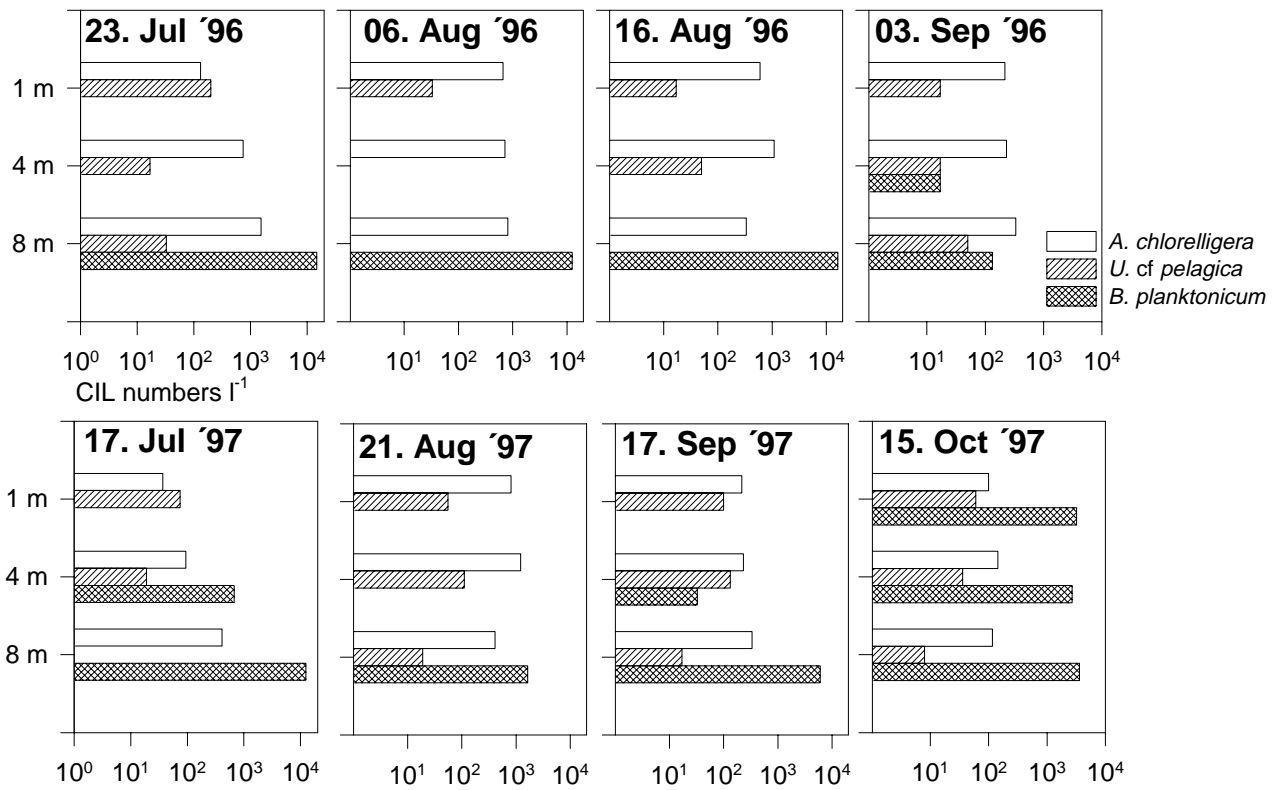 23. Jul ´96
06. Aug ´96
16. Aug ´96
03. Sep ´96
1 m
4 m
8 m
A. chlorelligera
U. cf pelagica
B. planktonicum
10⁰ 10¹ 10² 10³ 10⁴
10¹ 10² 10³ 10⁴
10¹ 10² 10³ 10⁴
10¹ 10² 10³ 10⁴
CIL numbers l⁻¹
17. Jul ´97
21. Aug ´97
17. Sep ´97
15. Oct ´97
1 m
4 m
8 m
10⁰ 10¹ 10² 10³ 10⁴
10¹ 10² 10³ 10⁴
10¹ 10² 10³ 10⁴
10¹ 10² 10³ 10⁴